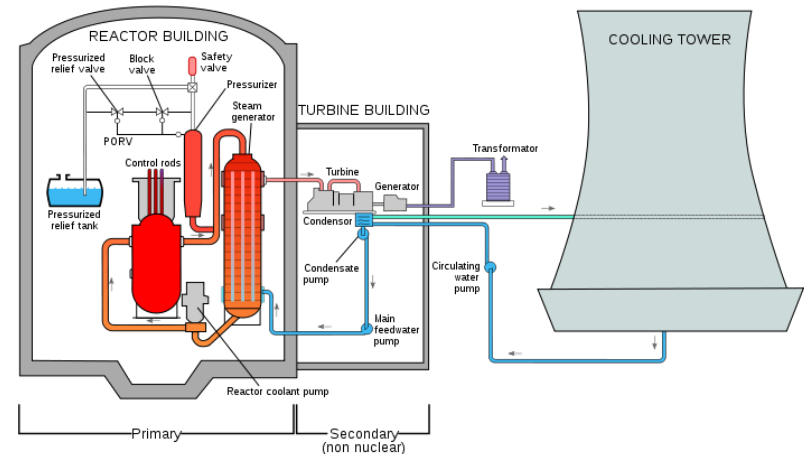 REACTOR BUILDING
Pressurized
relief valve
Block
valve
Safety
valve
Pressurizer
Steam
generator
PORV
Control rods
Pressurized
relief tank
Reactor coolant pump
TURBINE BUILDING
Turbine
Generator
Condensor
Condensate
pump
Main
feedwater
pump
Transformator
Circulating
water
pump
COOLING TOWER
Primary
Secondary
(non nuclear)